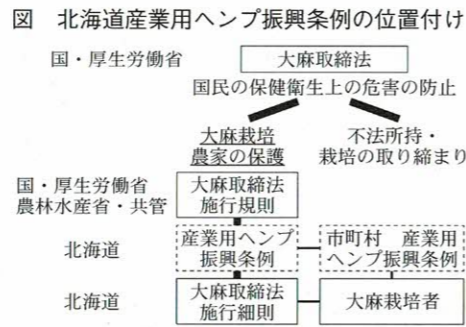 図　北海道産業用ヘンプ振興条例の位置付け
国・厚生労働省
大麻取締法
国民の保健衛生上の危害の防止
大麻栽培
農家の保護
不法所持・
栽培の取り締まり
国・厚生労働省
農林水産省・共管
大麻取締法
施行規則
北海道
産業用ヘンプ
振興条例
市町村　産業用
ヘンプ振興条例
北海道
大麻取締法
施行細則
大麻栽培者